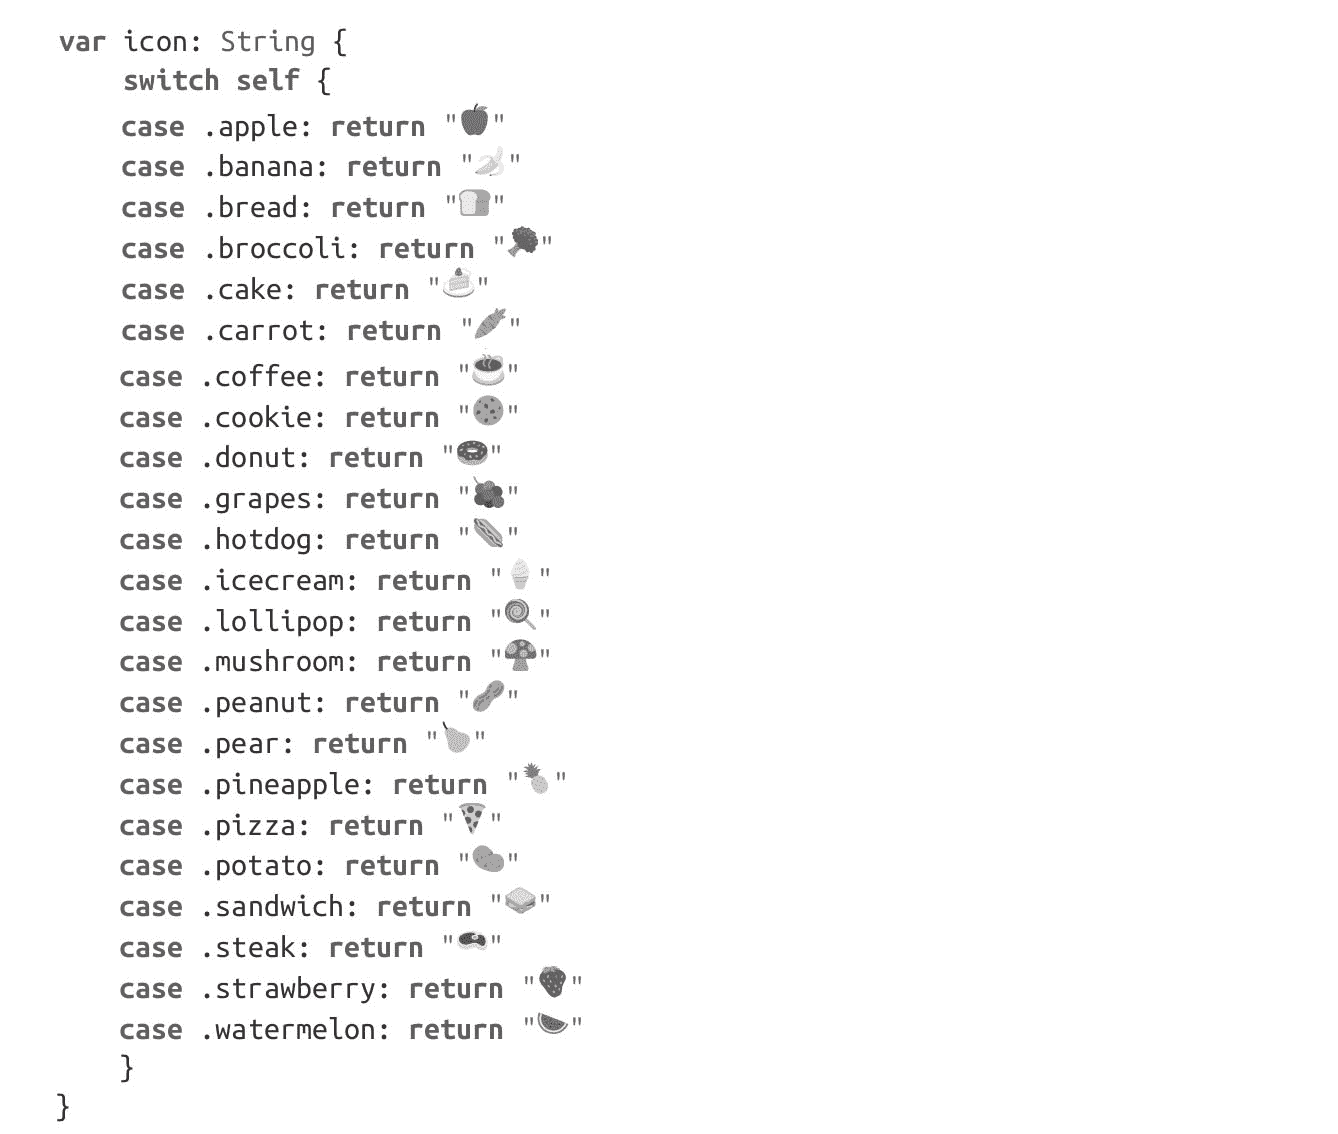 var icon: String {
switch self {
case .apple: return "🍎"
case .banana: return "🍌"
case .bread: return "🍞"
case .broccoli: return "🥦"
case .cake: return "🍰"
case .carrot: return "🥕"
case .coffee: return "☕"
case .cookie: return "🍪"
case .donut: return "🍩"
case .grapes: return "🍇"
case .hotdog: return "🌭"
case .icecream: return "🍦"
case .lollipop: return "🍭"
case .mushroom: return "🍄"
case .peanut: return "🥜"
case .pear: return "🍐"
case .pineapple: return "🍍"
case .pizza: return "🍕"
case .potato: return "🥔"
case .sandwich: return "🥪"
case .steak: return "🥩"
case .strawberry: return "🍓"
case .watermelon: return "🍉"
}
}